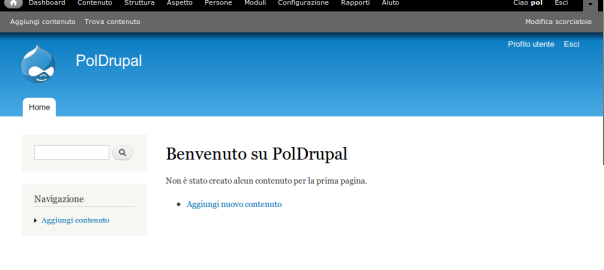 Dashboard Contenuto Struttura Aspetto Persone Moduli Configurazione Rapporti Aiuto Ciao pol Esci
Aggiungi contenuto Trova contenuto Modifica scorciatoie
Profilo utente Esci
PolDrupal
Home
Benvenuto su PolDrupal
Non è stato creato alcun contenuto per la prima pagina.
Navigazione
Aggiungi nuovo contenuto
Aggiungi contenuto